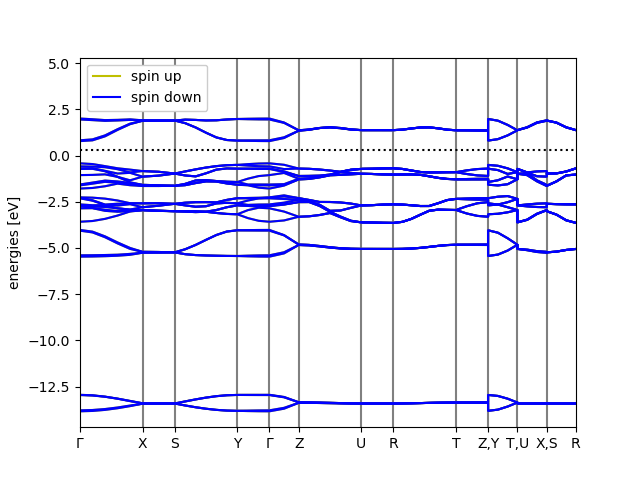 energies [eV]
5.0
2.5
0.0
−2.5
−5.0
−7.5
−10.0
−12.5
spin up
spin down
Γ X S Y Γ Z U R T Z,Y T,U X,S R